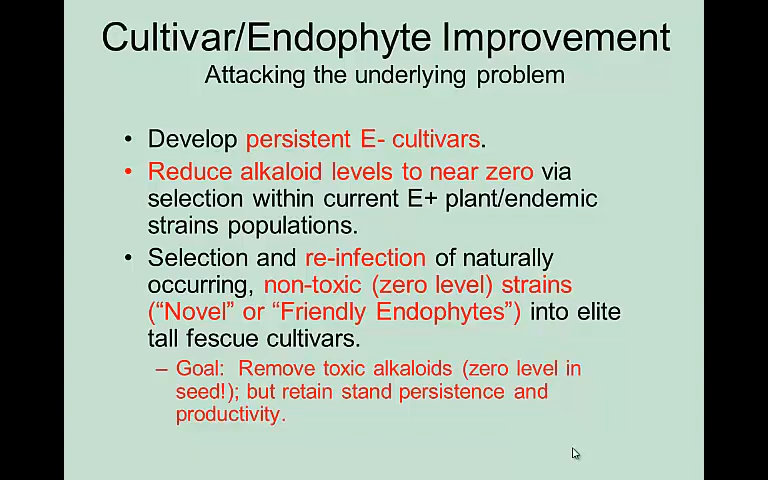 Cultivar/Endophyte Improvement
Attacking the underlying problem
• Develop persistent E- cultivars.
• Reduce alkaloid levels to near zero via
selection within current E+ plant/endemic
strains populations.
• Selection and re-infection of naturally
occurring, non-toxic (zero level) strains
(“Novel” or “Friendly Endophytes”) into elite
tall fescue cultivars.
– Goal: Remove toxic alkaloids (zero level in
seed!); but retain stand persistence and
productivity.